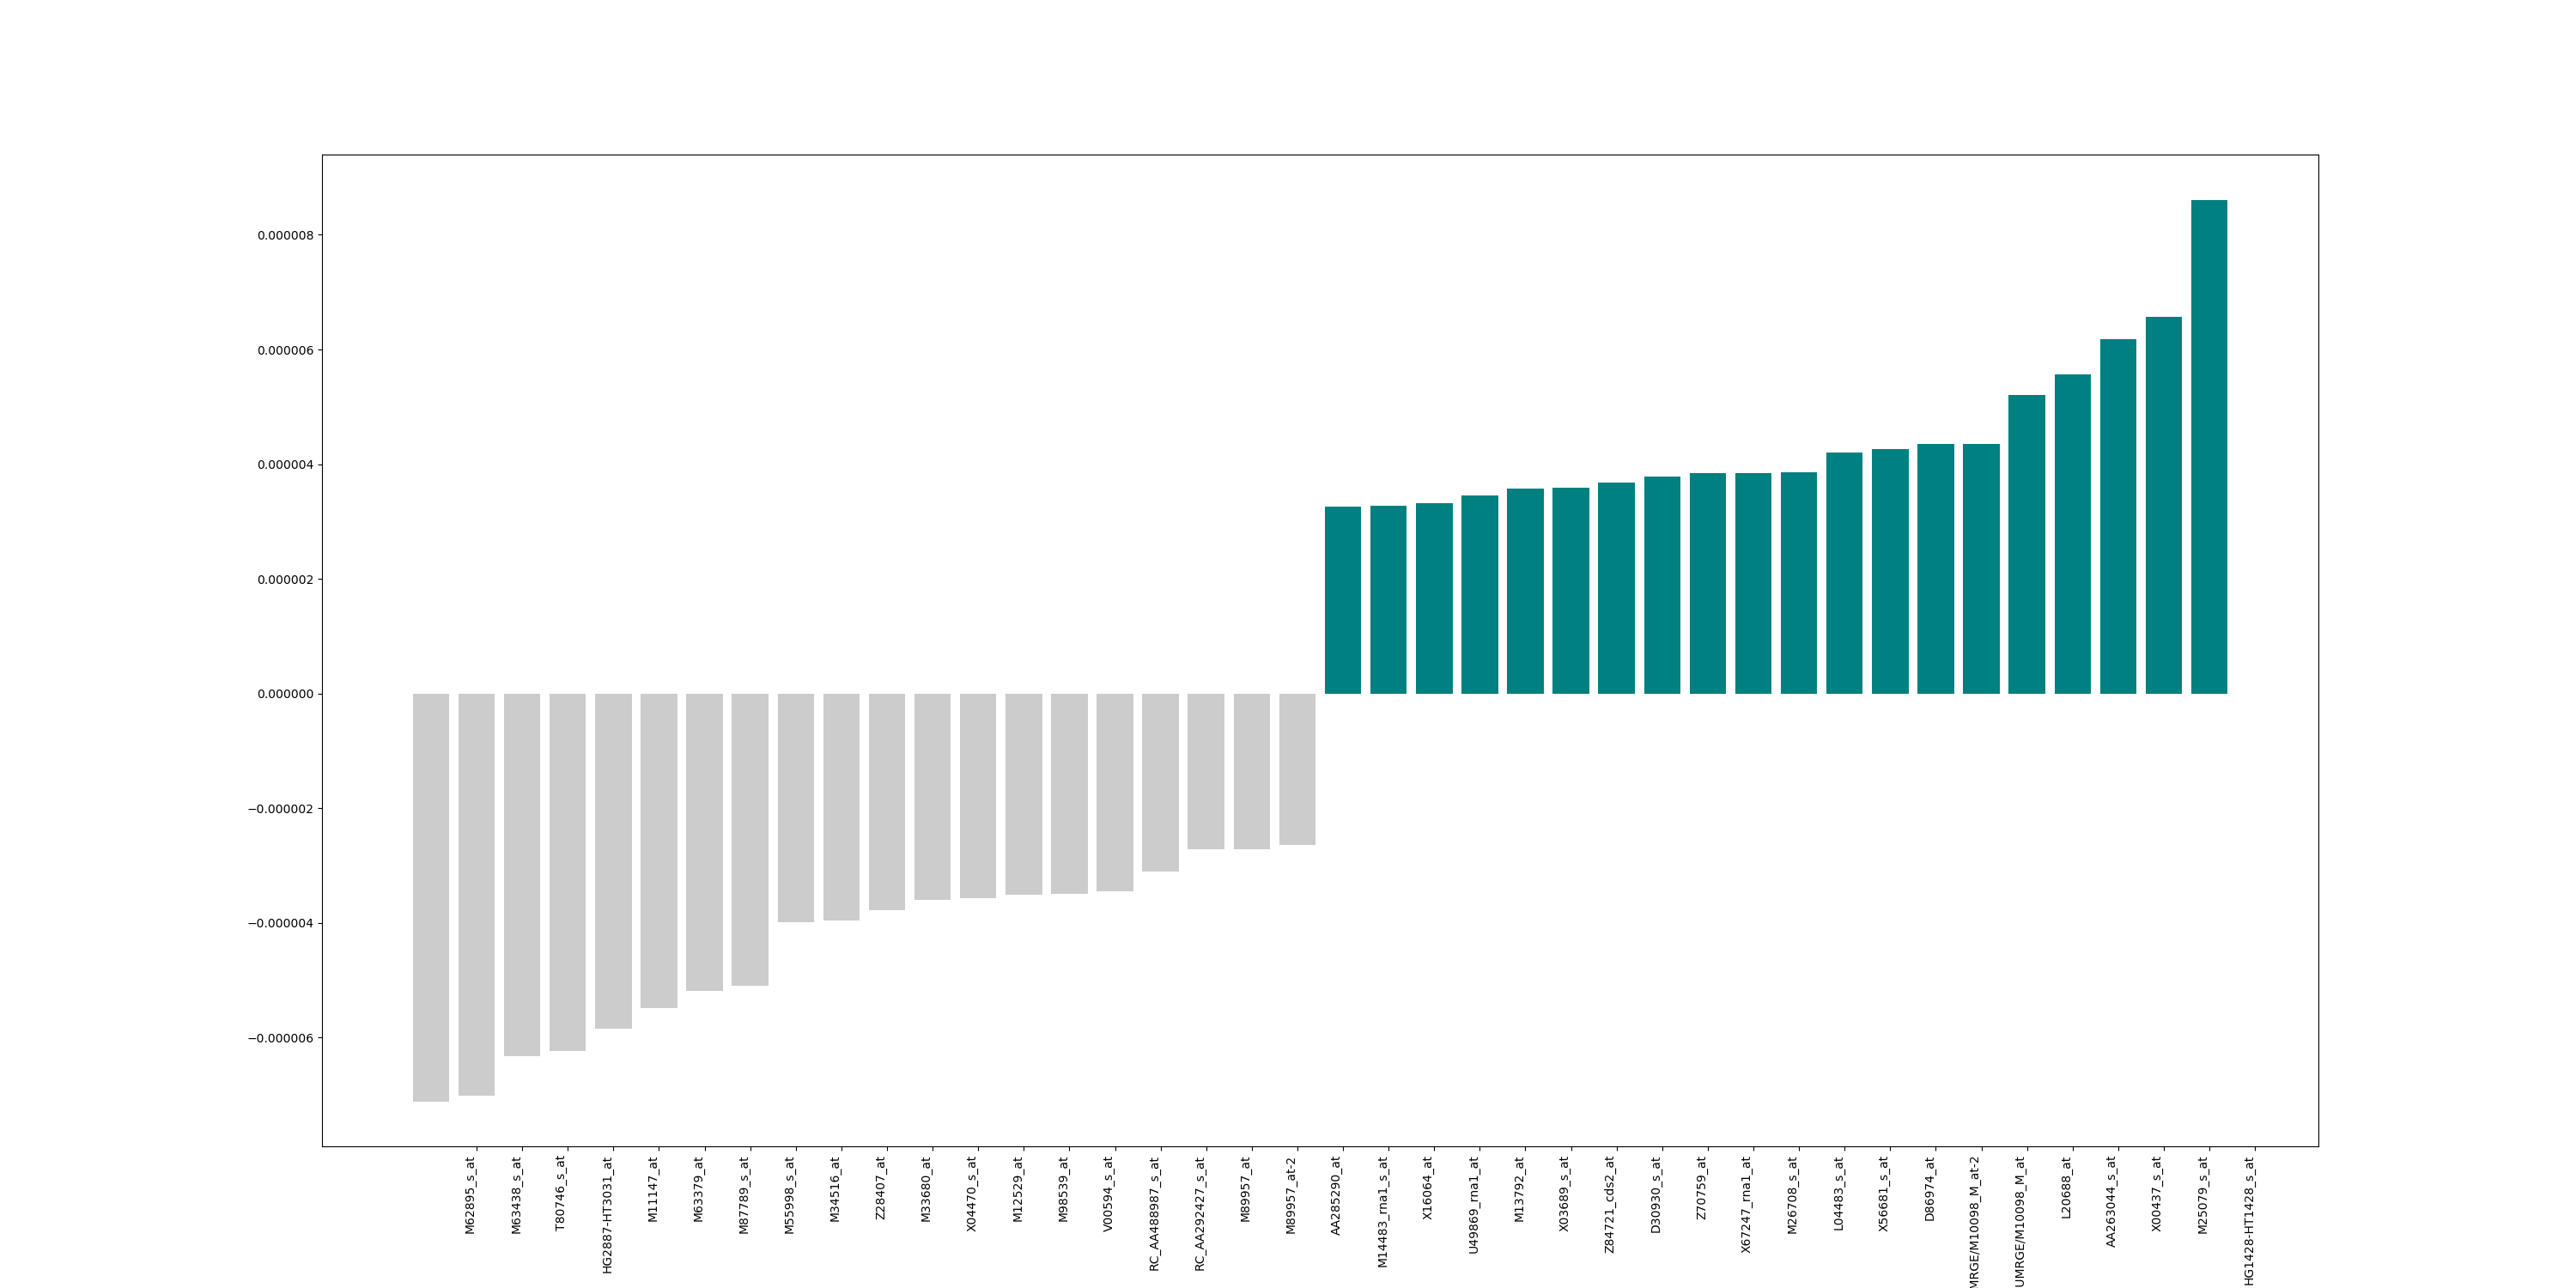 0.000008
0.000006
0.000004
0.000002
0.000000
−0.000002
−0.000004
−0.000006
M62895_s_at
M63438_s_at
T80746_s_at
HG2887-HT3031_at
M11147_at
M63379_at
M87789_s_at
M55998_s_at
M34516_at
Z28407_at
M33680_at
X04470_s_at
M12529_at
M98539_at
V00594_s_at
RC_AA488987_s_at
RC_AA292427_s_at
M89957_at
M89957_at-2
AA285290_at
M14483_rna1_s_at
X16064_at
U49869_rna1_at
M13792_at
X03689_s_at
Z84721_cds2_at
D30930_s_at
Z70759_at
X67247_rna1_at
M26708_s_at
L04483_s_at
X56681_s_at
D86974_at
MRGE/M10098_M_at-2
UMRGE/M10098_M_at
L20688_at
AA263044_s_at
X00437_s_at
M25079_s_at
HG1428-HT1428_s_at